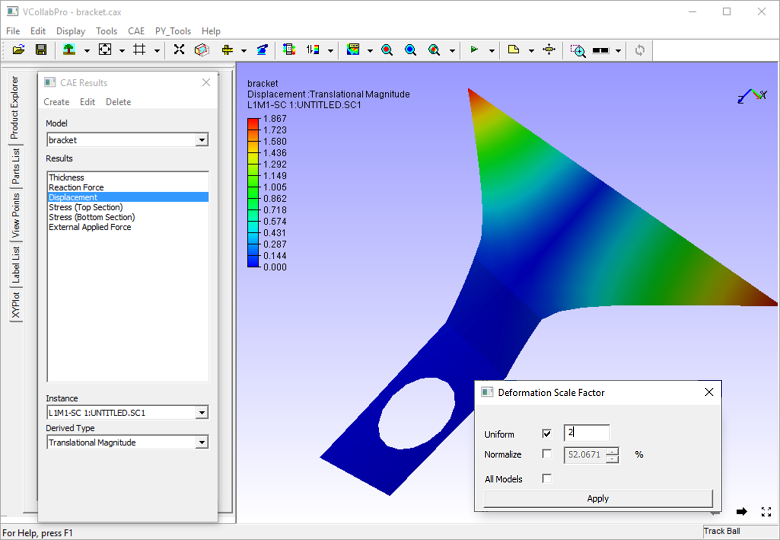 VCollabPro - bracket.cax
File Edit Display Tools CAE PY_Tools Help
Product Explorer
Parts List
View Points
Label List
XYPlot
CAE Results
Create Edit Delete
Model
bracket
Results
Thickness
Reaction Force
Displacement
Stress (Top Section)
Stress (Bottom Section)
External Applied Force
Instance
L1M1-SC 1:UNTITLED.SC1
Derived Type
Translational Magnitude
bracket
Displacement :Translational Magnitude
L1M1-SC 1:UNTITLED.SC1
1.867
1.723
1.580
1.436
1.292
1.149
1.005
0.862
0.718
0.574
0.431
0.287
0.144
0.000
Z X
Deformation Scale Factor
Uniform 2
Normalize 52.0671 %
All Models
Apply
For Help, press F1
Track Ball